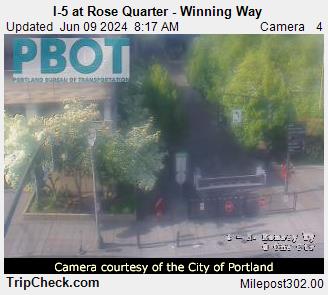 I-5 at Rose Quarter - Winning Way
Updated Jun 09 2024 8:17 AM Camera 4
PBOT
PORTLAND BUREAU OF TRANSPORTATION
Camera courtesy of the City of Portland
TripCheck.com Milepost302.00